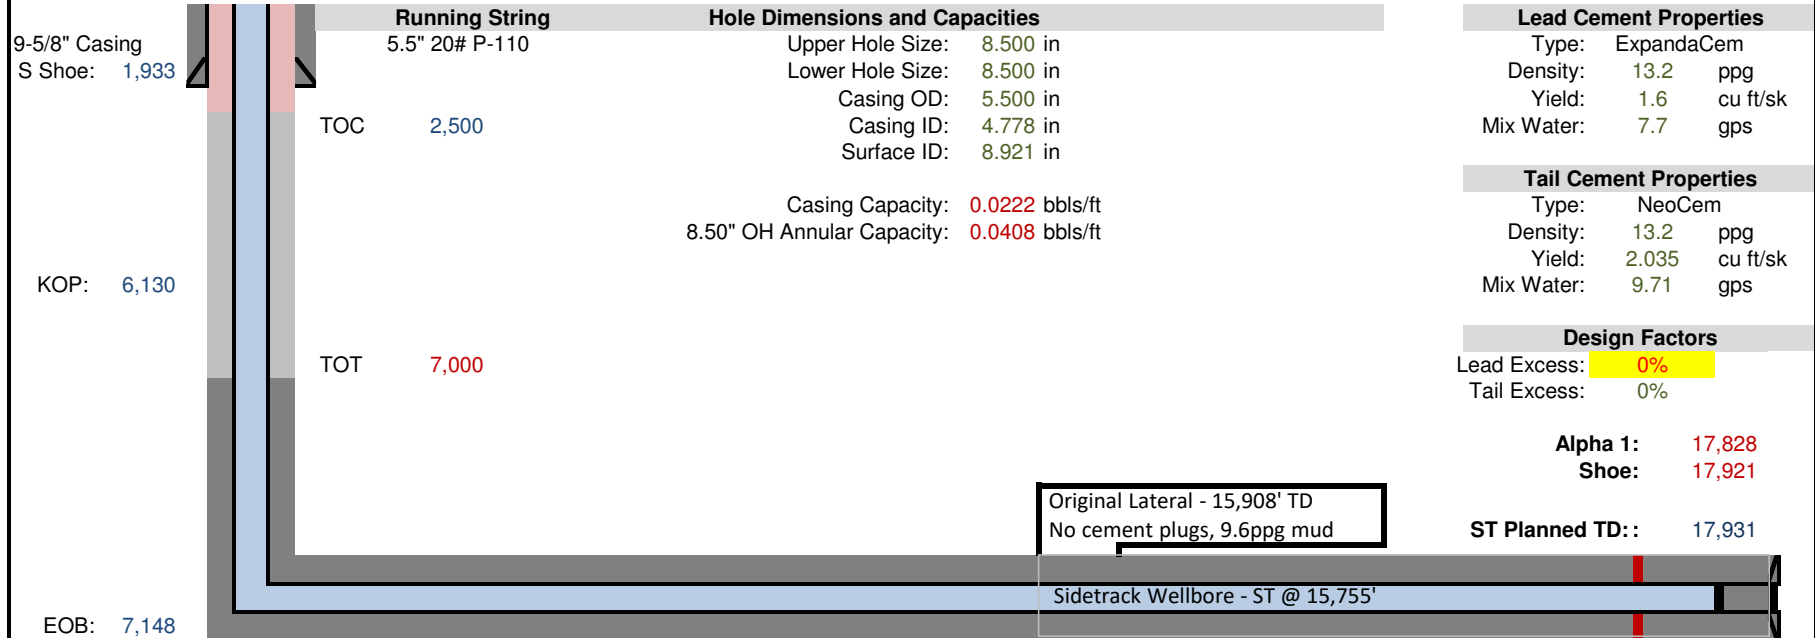 Running String
Hole Dimensions and Capacities
Lead Cement Properties
9-5/8" Casing
5.5" 20# P-110
Upper Hole Size: 8.500 in
Type: ExpandaCem
S Shoe: 1,933
Lower Hole Size: 8.500 in
Density: 13.2 ppg
Casing OD: 5.500 in
Yield: 1.6 cu ft/sk
TOC 2,500
Casing ID: 4.778 in
Mix Water: 7.7 gps
Surface ID: 8.921 in
Tail Cement Properties
Casing Capacity: 0.0222 bbls/ft
Type: NeoCem
8.50" OH Annular Capacity: 0.0408 bbls/ft
Density: 13.2 ppg
Yield: 2.035 cu ft/sk
KOP: 6,130
Mix Water: 9.71 gps
Design Factors
TOT 7,000
Lead Excess: 0%
Tail Excess: 0%
Alpha 1: 17,828
Shoe: 17,921
Original Lateral - 15,908' TD
No cement plugs, 9.6ppg mud
ST Planned TD:: 17,931
Sidetrack Wellbore - ST @ 15,755'
EOB: 7,148